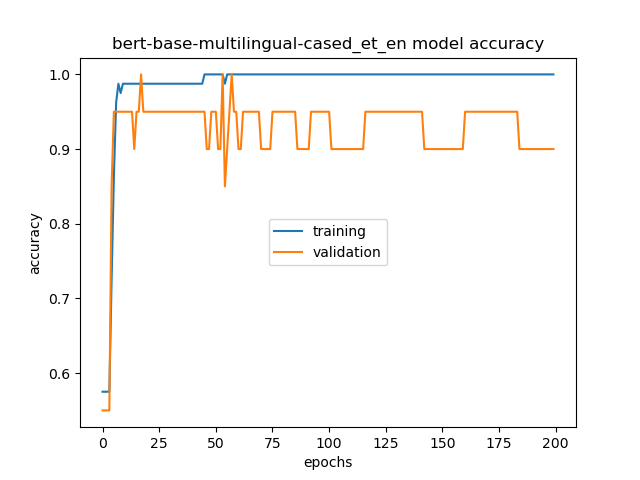 bert-base-multilingual-cased_et_en model accuracy
1.0
0.9
0.8
0.7
0.6
accuracy
training
validation
0
25
50
75
100
125
150
175
200
epochs